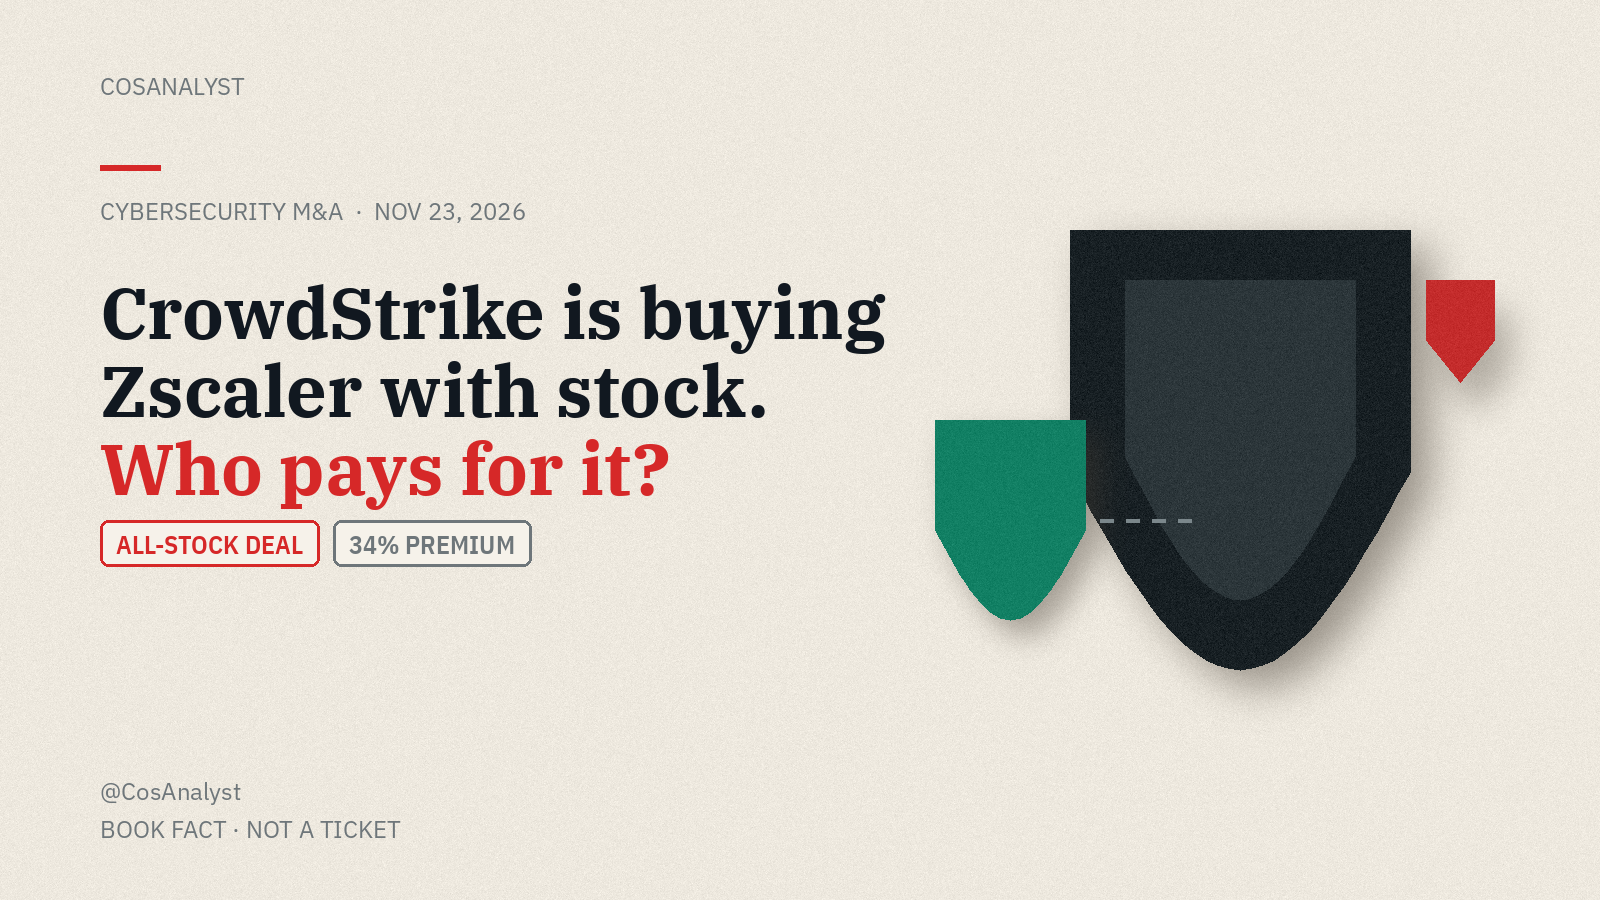 COSANALYST
CYBERSECURITY M&A · NOV 23, 2026
CrowdStrike is buying
Zscaler with stock.
Who pays for it?
ALL-STOCK DEAL
34% PREMIUM
@CosAnalyst
BOOK FACT · NOT A TICKET